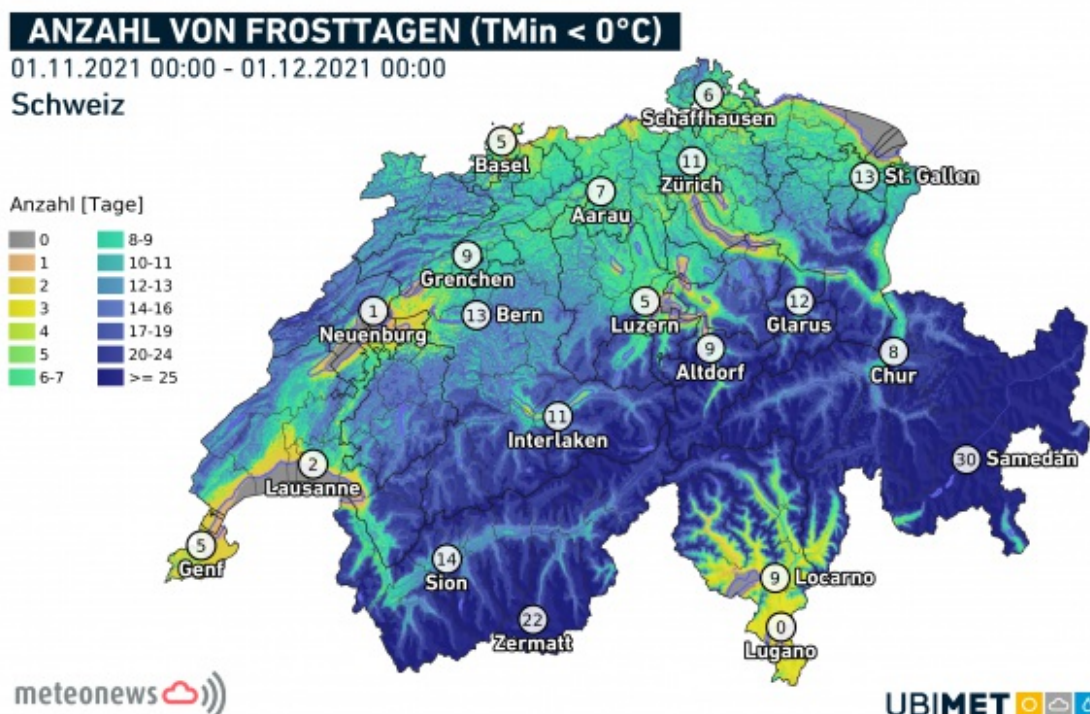 ANZAHL VON FROSTTAGEN (TMin < 0°C)
01.11.2021 00:00 - 01.12.2021 00:00
Schweiz
Anzahl [Tage]
0
1
2
3
4
5
6-7
8-9
10-11
12-13
14-16
17-19
20-24
>= 25
6
Schaffhausen
5
Basel
11
Zürich
13 St. Gallen
7
Aarau
9
Grenchen
1
Neuenburg
13 Bern
5
Luzern
12
Glarus
9
Altdorf
8
Chur
11
Interlaken
30 Samedan
2
Lausanne
5
Genf
14
Sion
9 Locarno
22
Zermatt
0
Lugano
meteonews
UBIMET